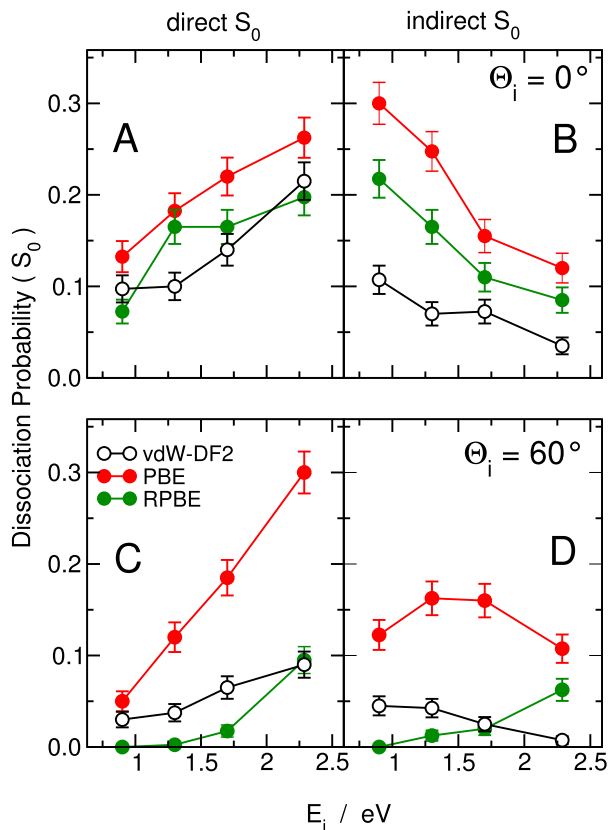 direct S₀
indirect S₀
Θᵢ = 0°
A
B
0.3
0.2
0.1
0.0
Dissociation Probability ( S₀ )
vdW-DF2
PBE
RPBE
Θᵢ = 60°
C
D
0.3
0.2
0.1
0.0
1
1.5
2
2.5
1
1.5
2
2.5
Eᵢ / eV